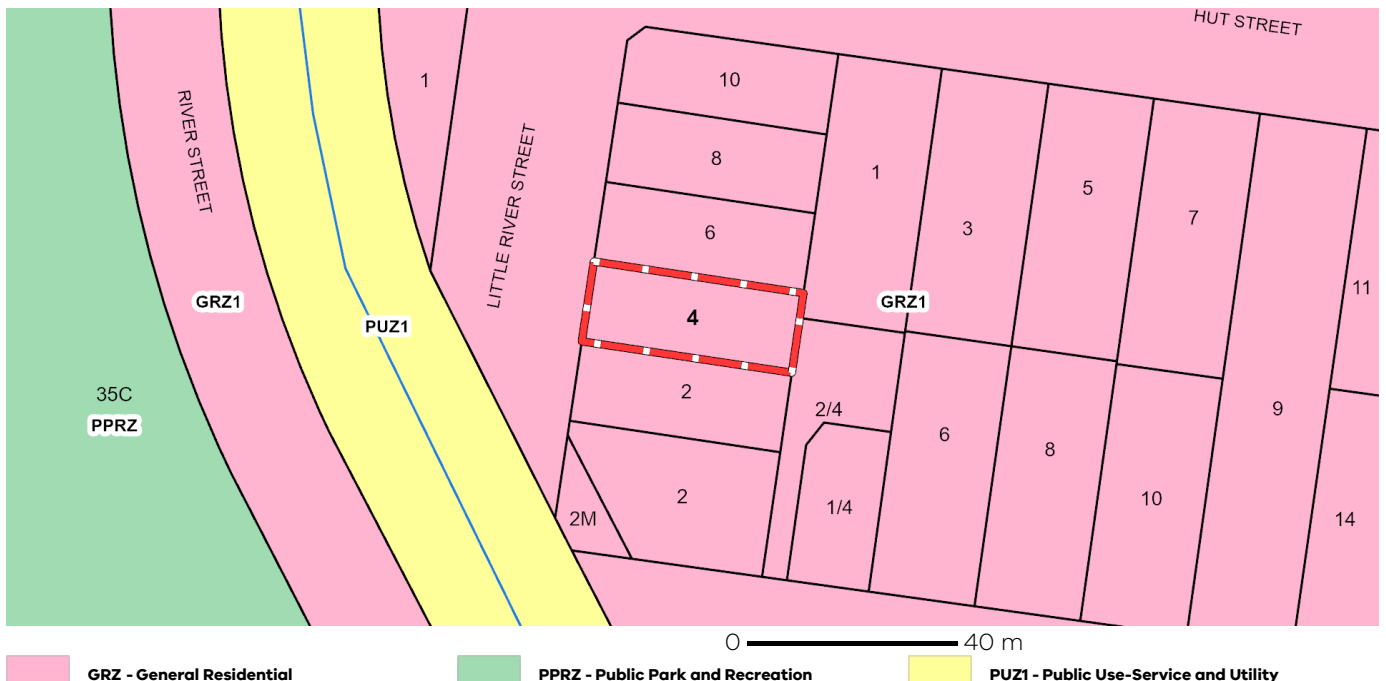 HUT STREET
1
10
RIVER STREET
LITTLE RIVER STREET
8
1
5
7
6
3
11
GRZ1
GRZ1
4
PUZ1
35C
PPRZ
2
2/4
9
6
8
2
10
1/4
2M
14
0 40 m
GRZ - General Residential
PPRZ - Public Park and Recreation
PUZ1 - Public Use-Service and Utility